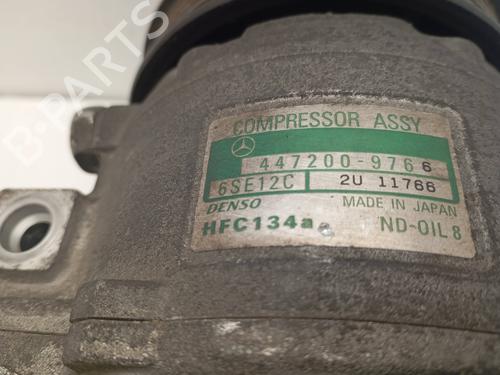 COMPRESSOR ASSY
447200-9766
6SE12C 2U 11766
DENSO MADE IN JAPAN
HFC134a ND-OIL 8
B-PARTS